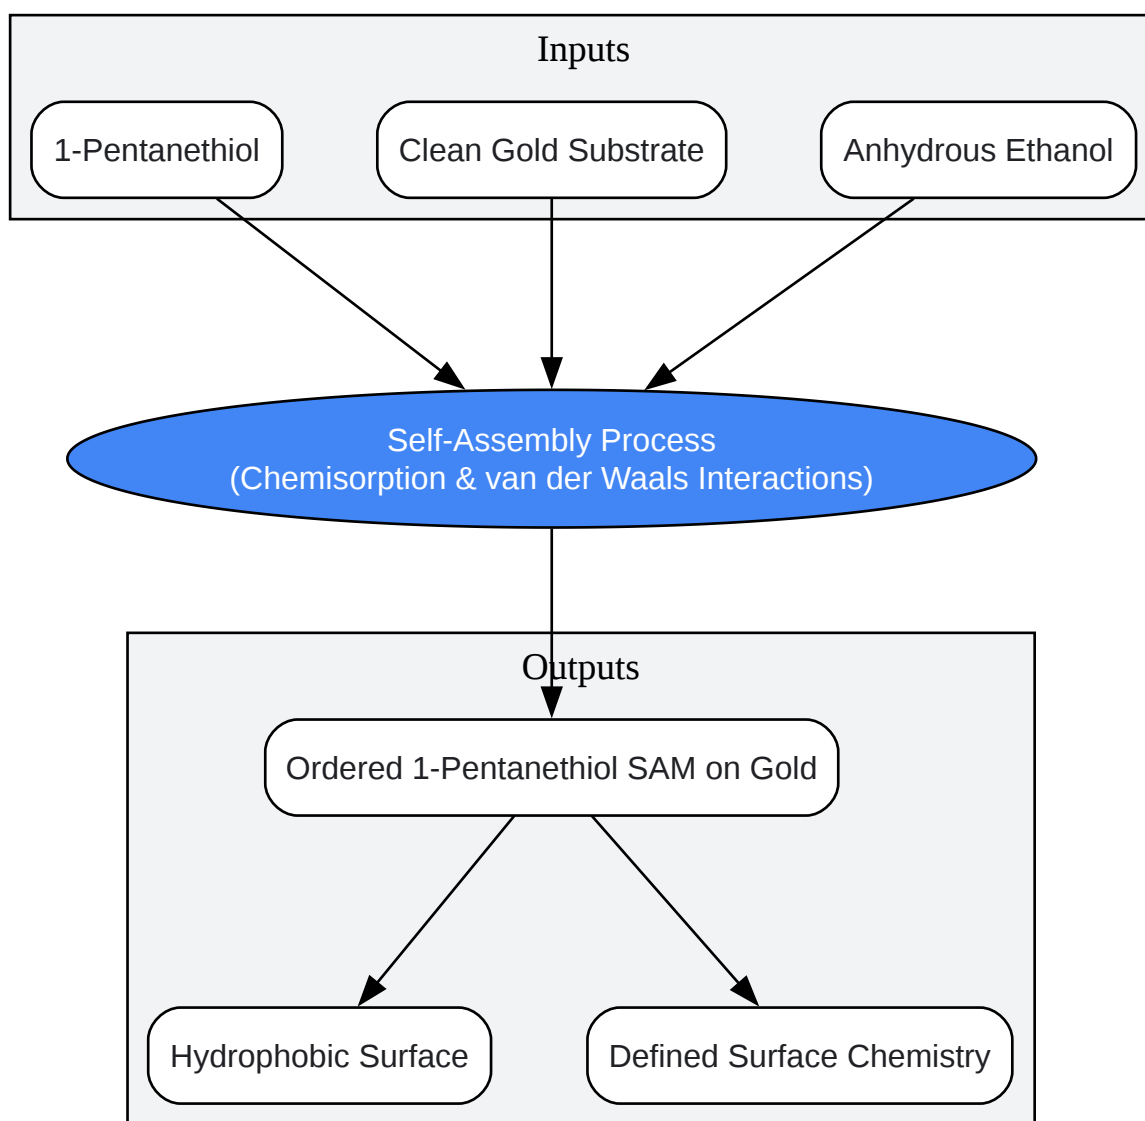 Inputs
1-Pentanethiol
Clean Gold Substrate
Anhydrous Ethanol
Self-Assembly Process
(Chemisorption & van der Waals Interactions)
Outputs
Ordered 1-Pentanethiol SAM on Gold
Hydrophobic Surface
Defined Surface Chemistry